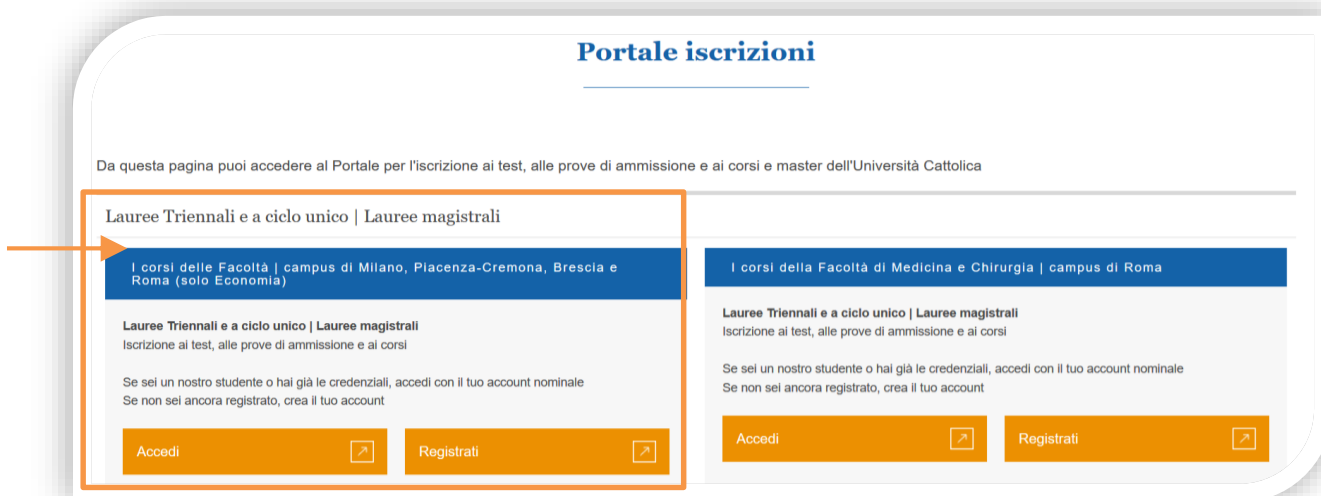 Portale iscrizioni
Da questa pagina puoi accedere al Portale per l'iscrizione ai test, alle prove di ammissione e ai corsi e master dell'Università Cattolica
Lauree Triennali e a ciclo unico | Lauree magistrali
I corsi delle Facoltà | campus di Milano, Piacenza-Cremona, Brescia e
Roma (solo Economia)
Lauree Triennali e a ciclo unico | Lauree magistrali
Iscrizione ai test, alle prove di ammissione e ai corsi
Se sei un nostro studente o hai già le credenziali, accedi con il tuo account nominale
Se non sei ancora registrato, crea il tuo account
Accedi
Registrati
I corsi della Facoltà di Medicina e Chirurgia | campus di Roma
Lauree Triennali e a ciclo unico | Lauree magistrali
Iscrizione ai test, alle prove di ammissione e ai corsi
Se sei un nostro studente o hai già le credenziali, accedi con il tuo account nominale
Se non sei ancora registrato, crea il tuo account
Accedi
Registrati